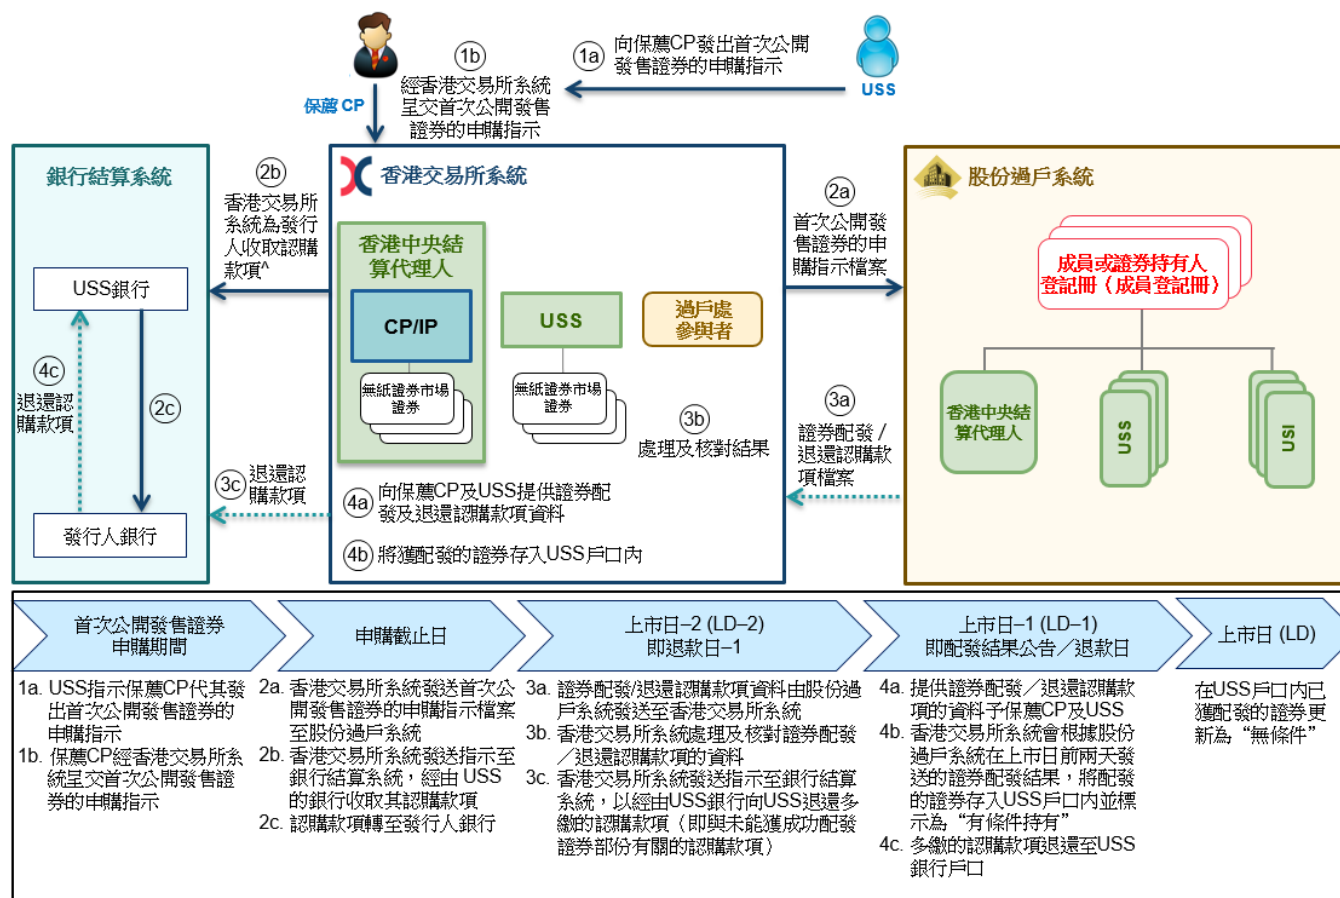 1a
向保薦CP發出首次公開
發售證券的申購指示
USS
保薦 CP
1b
經香港交易所系統
呈交首次公開發售
證券的申購指示
銀行結算系統
USS銀行
4c
退還認
購款項
2c
發行人銀行
2b
香港交易所
系統為發行
人收取認購
款項^
3c
退還認
購款項
香港交易所系統
香港中央結
算代理人
CP/IP
無紙證券市場
證券
USS
無紙證券市場
證券
過戶處
參與者
3b
處理及核對結果
4a
向保薦CP及USS提供證券配
發及退還認購款項資料
4b
將獲配發的證券存入USS戶口內
2a
首次公開發
售證券的申
購指示檔案
3a
證券配發 /
退還認購款
項檔案
股份過戶系統
成員或證券持有人
登記冊（成員登記冊）
香港中央結
算代理人
USS
USI
首次公開發售證券
申購期間
1a. USS指示保薦CP代其發
出首次公開發售證券的
申購指示
1b. 保薦CP經香港交易所系
統呈交首次公開發售證
券的申購指示
申購截止日
2a. 香港交易所系統發送首次公
開發售證券的申購指示檔案
至股份過戶系統
2b. 香港交易所系統發送指示至
銀行結算系統，經由 USS
的銀行收取其認購款項
2c. 認購款項轉至發行人銀行
上市日–2 (LD–2)
即退款日–1
3a. 證券配發/退還認購款項資料由股份過
戶系統發送至香港交易所系統
3b. 香港交易所系統處理及核對證券配發
／退還認購款項的資料
3c. 香港交易所系統發送指示至銀行結算
系統，以經由USS銀行向USS退還多
繳的認購款項（即與未能獲成功配發
證券部份有關的認購款項）
上市日–1 (LD–1)
即配發結果公告／退款日
4a. 提供證券配發／退還認購款
項的資料予保薦CP及USS
4b. 香港交易所系統會根據股份
過戶系統在上市日前兩天發
送的證券配發結果，將配發
的證券存入USS戶口內並標
示為“有條件持有”
4c. 多繳的認購款項退還至USS
銀行戶口
上市日 (LD)
在USS戶口內已
獲配發的證券更
新為“無條件”